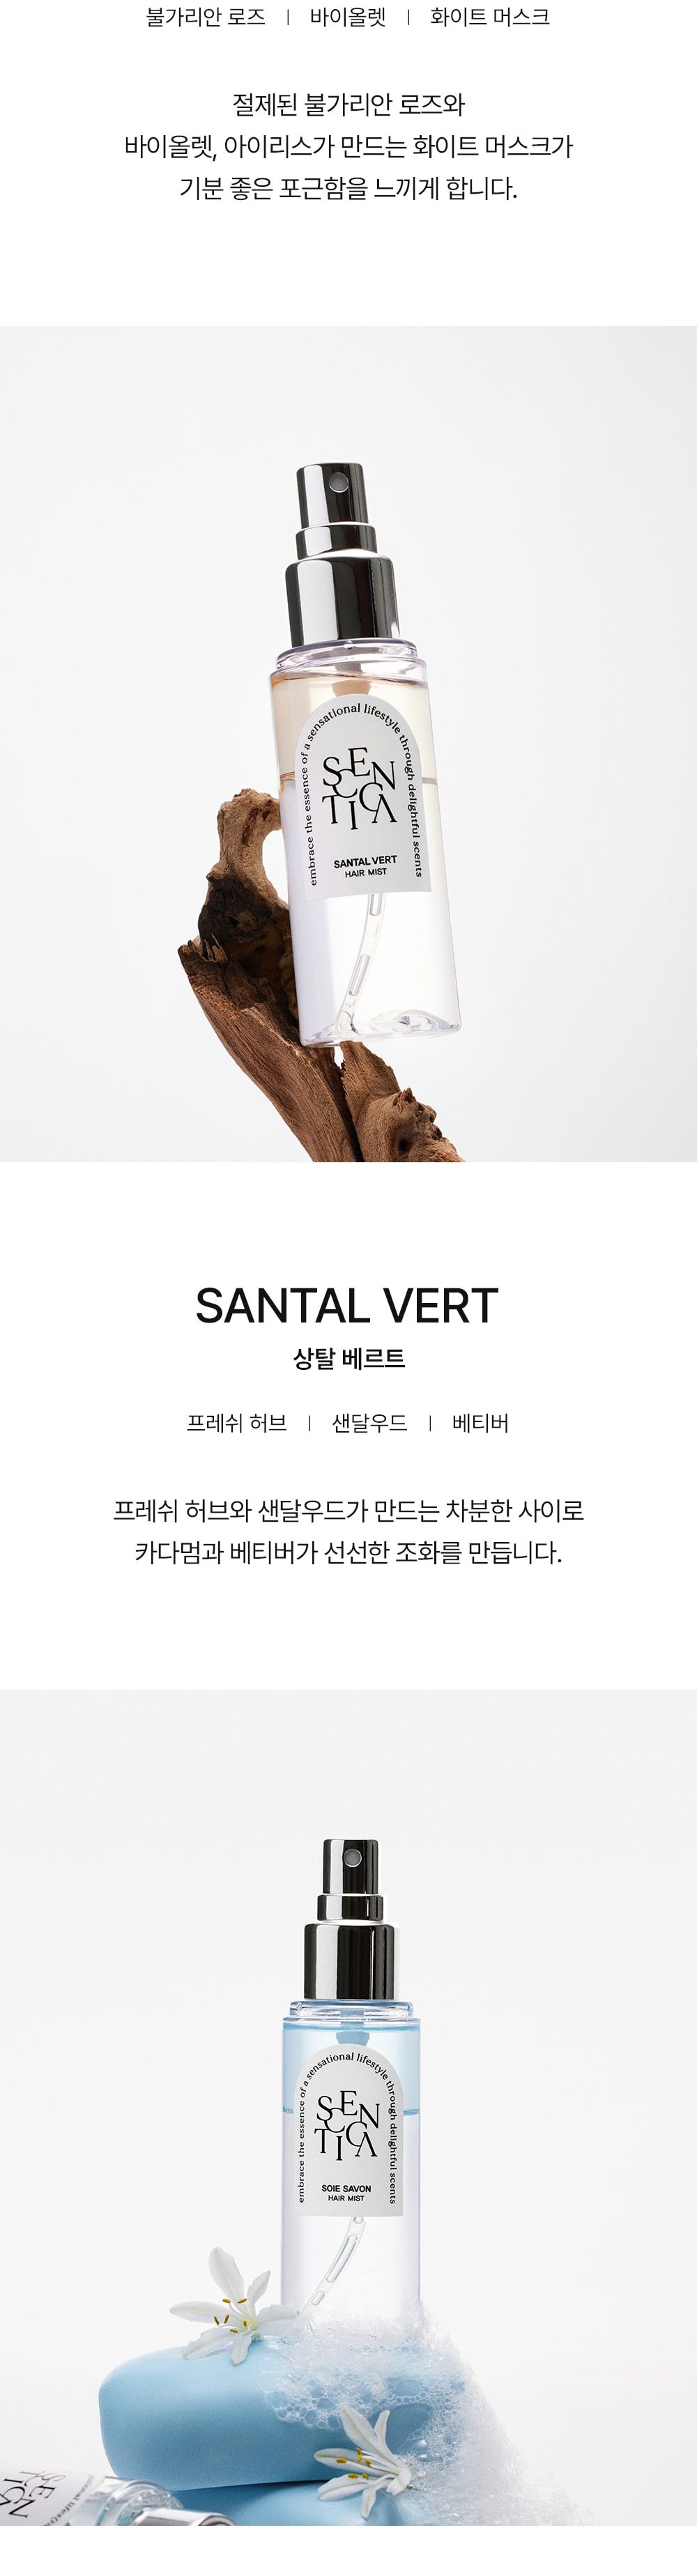 불가리안 로즈 | 바이올렛 | 화이트 머스크
절제된 불가리안 로즈와
바이올렛, 아이리스가 만드는 화이트 머스크가
기분 좋은 포근함을 느끼게 합니다.
embrace the essence of a sensational lifestyle through delightful scents
SCEN
TICA
SANTAL VERT
HAIR MIST
SANTAL VERT
상탈 베르트
프레쉬 허브 | 샌달우드 | 베티버
프레쉬 허브와 샌달우드가 만드는 차분한 사이로
카다멈과 베티버가 선선한 조화를 만듭니다.
embrace the essence of a sensational lifestyle through delightful scents
SCEN
TICA
SOIE SAVON
HAIR MIST